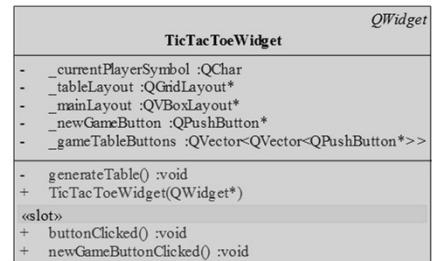 QWidget
TicTacToeWidget
- _currentPlayerSymbol :QChar
- _tableLayout :QGridLayout*
- _mainLayout :QVBoxLayout*
- _newGameButton :QPushButton*
- _gameTableButtons :QVector<QVector<QPushButton*>>
- generateTable() :void
+ TicTacToeWidget(QWidget*)
«slot»
+ buttonClicked() :void
+ newGameButtonClicked() :void